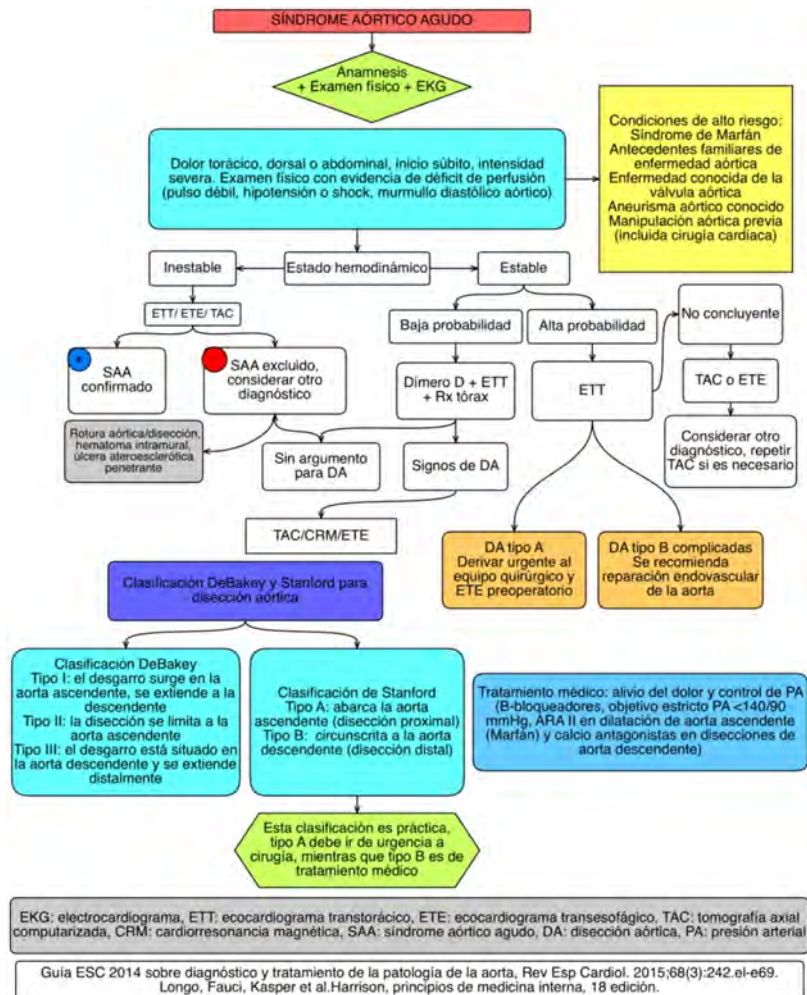 SÍNDROME AÓRTICO AGUDO
Anamnesis
+ Examen físico + EKG
Dolor torácico, dorsal o abdominal, inicio súbito, intensidad
severa. Examen físico con evidencia de déficit de perfusión
(pulso débil, hipotensión o shock, murmullo diastólico aórtico)
Condiciones de alto riesgo:
Síndrome de Marfán
Antecedentes familiares de
enfermedad aórtica
Enfermedad conocida de la
válvula aórtica
Aneurisma aórtico conocido
Manipulación aórtica previa
(incluida cirugía cardiaca)
Inestable
Estado hemodinámico
Estable
ETT/ ETE/ TAC
Baja probabilidad
Alta probabilidad
No concluyente
SAA
confirmado
SAA excluido,
considerar otro
diagnóstico
Dímero D + ETT
+ Rx tórax
ETT
TAC o ETE
Rotura aórtica/disección,
hematoma intramural,
úlcera ateroesclerótica
penetrante
Sin argumento
para DA
Signos de DA
Considerar otro
diagnóstico, repetir
TAC si es necesario
TAC/CRM/ETE
DA tipo A
Derivar urgente al
equipo quirúrgico y
ETE preoperatorio
DA tipo B complicadas
Se recomienda
reparación endovascular
de la aorta
Clasificación DeBakey y Stanford para
disección aórtica
Clasificación DeBakey
Tipo I: el desgarro surge en la
aorta ascendente, se extiende a la
descendente
Tipo II: la disección se limita a la
aorta ascendente
Tipo III: el desgarro está situado en
la aorta descendente y se extiende
distalmente
Clasificación de Stanford
Tipo A: abarca la aorta
ascendente (disección proximal)
Tipo B: circunscrita a la aorta
descendente (disección distal)
Tratamiento médico: alivio del dolor y control de PA
(B-bloqueadores, objetivo estricto PA <140/90
mmHg, ARA II en dilatación de aorta ascendente
(Marfán) y calcio antagonistas en disecciones de
aorta descendente)
Esta clasificación es práctica,
tipo A debe ir de urgencia a
cirugía, mientras que tipo B es de
tratamiento médico
EKG: electrocardiograma, ETT: ecocardiograma transtorácico, ETE: ecocardiograma transesofágico, TAC: tomografía axial
computarizada, CRM: cardiorresonancia magnética, SAA: síndrome aórtico agudo, DA: disección aórtica, PA: presión arterial
Guía ESC 2014 sobre diagnóstico y tratamiento de la patología de la aorta, Rev Esp Cardiol. 2015;68(3):242.el-e69.
Longo, Fauci, Kasper et al.Harrison, principios de medicina interna, 18 edición.